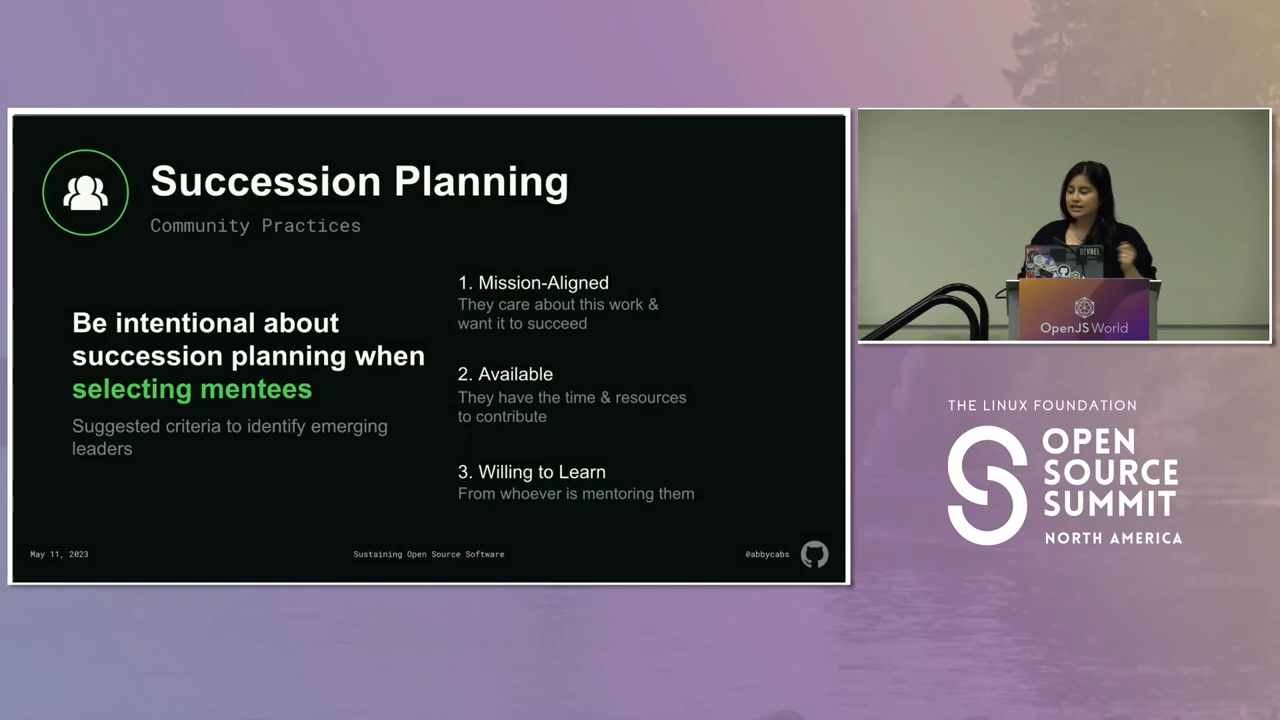 Succession Planning
Community Practices
Be intentional about
succession planning when
selecting mentees
Suggested criteria to identify emerging
leaders
1. Mission-Aligned
They care about this work &
want it to succeed
2. Available
They have the time & resources
to contribute
3. Willing to Learn
From whoever is mentoring them
May 11, 2023
Sustaining Open Source Software
@abbycabs
DEVREL
OpenJS World
THE LINUX FOUNDATION
OPEN
SOURCE
SUMMIT
NORTH AMERICA